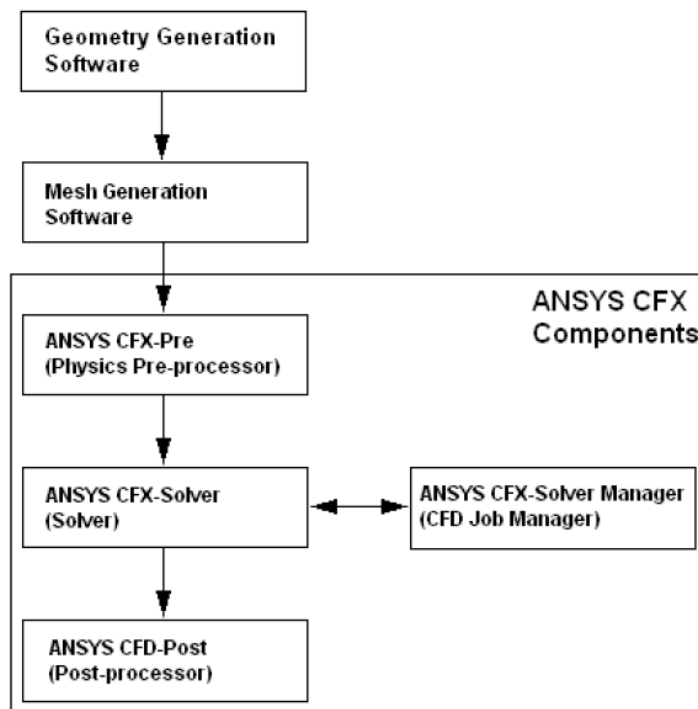 Geometry Generation
Software
Mesh Generation
Software
ANSYS CFX
Components
ANSYS CFX-Pre
(Physics Pre-processor)
ANSYS CFX-Solver
(Solver)
ANSYS CFX-Solver Manager
(CFD Job Manager)
ANSYS CFD-Post
(Post-processor)